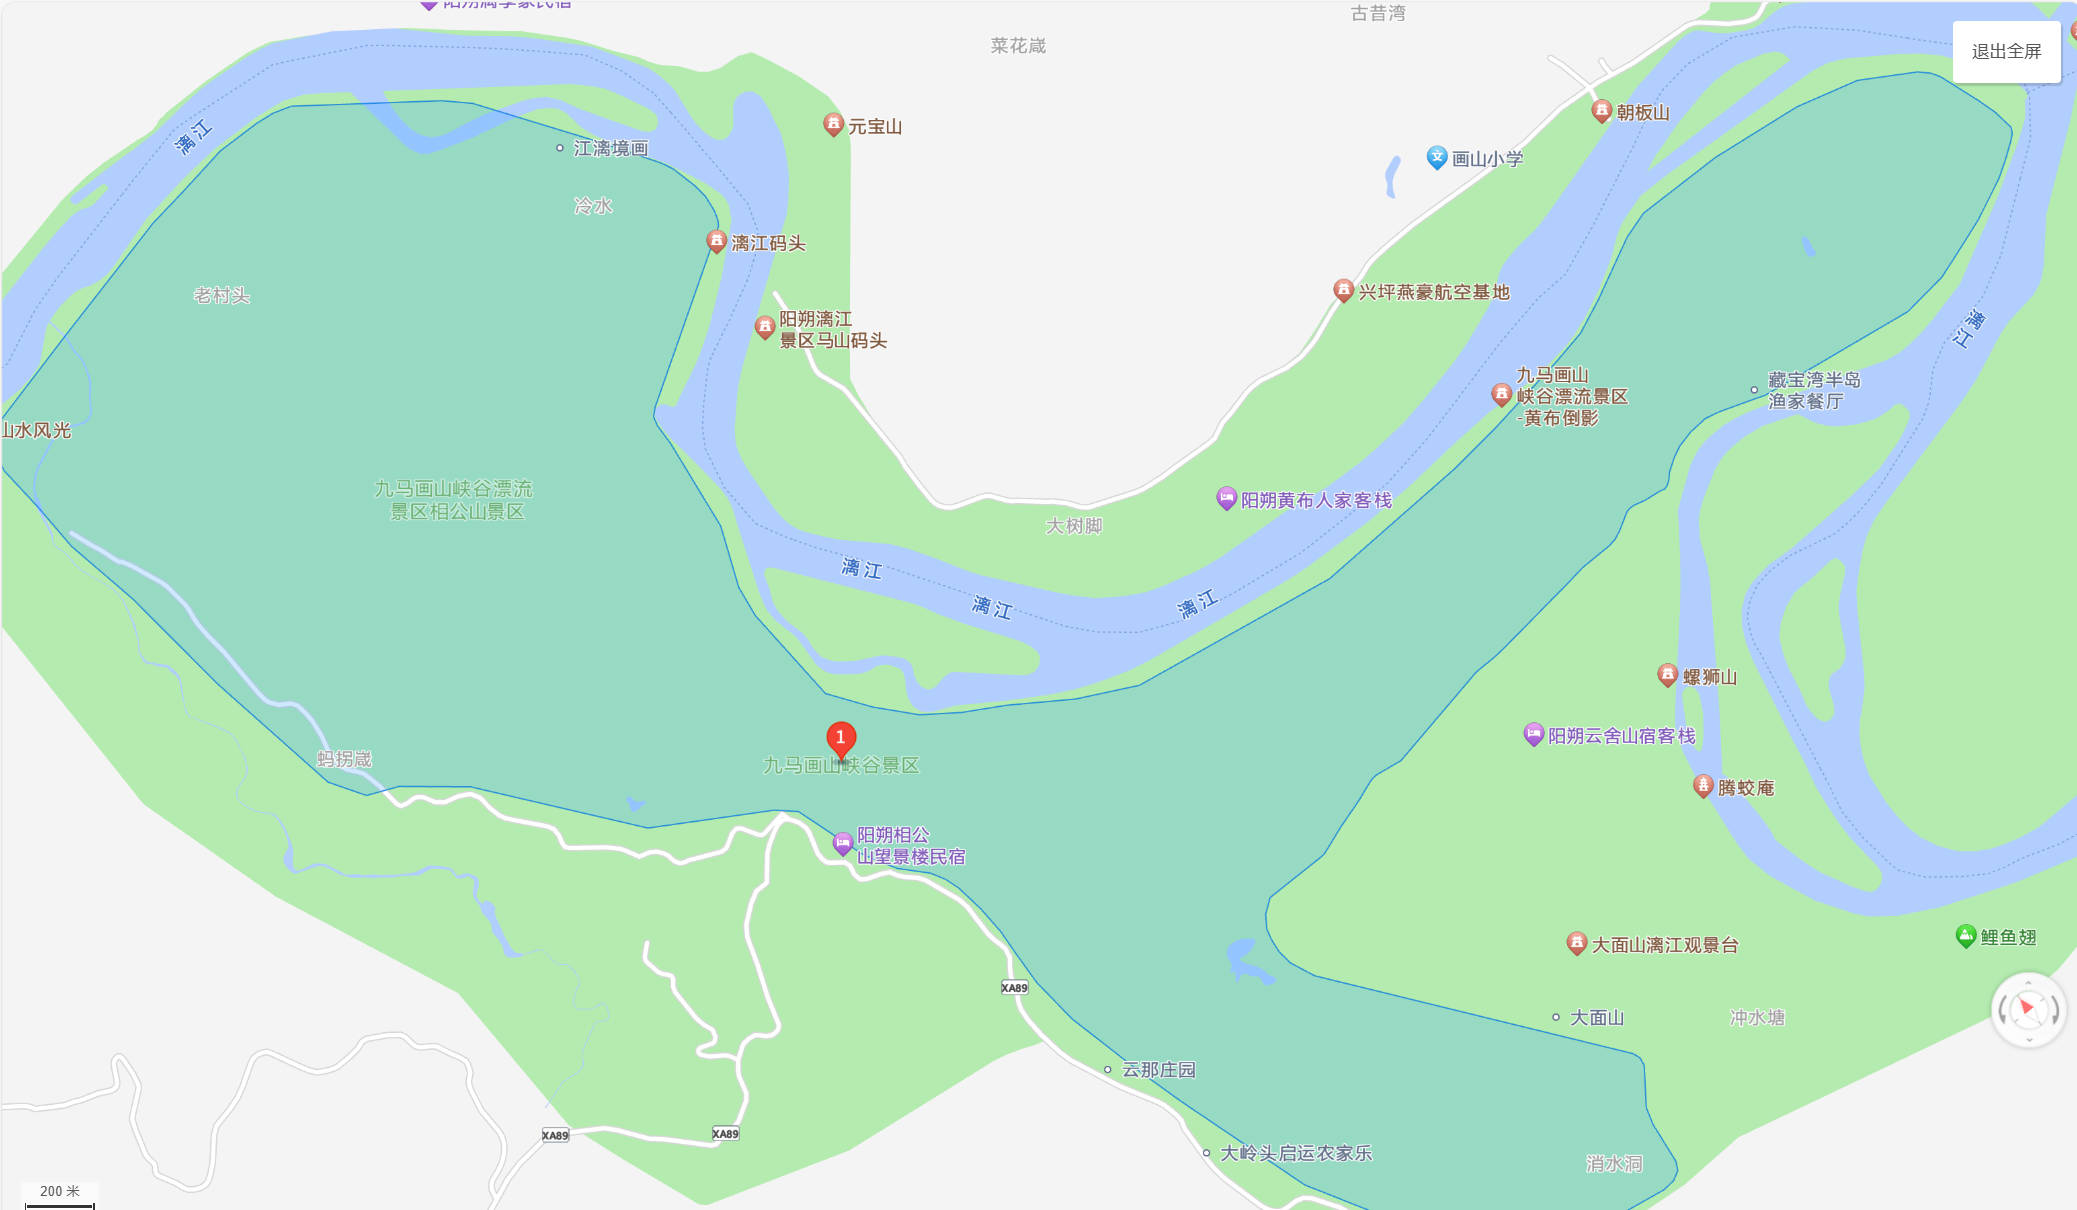 阳朔漓李家民宿
古昔湾
菜花崴
退出全屏
漓江
元宝山
朝板山
江漓境画
画山小学
冷水
漓江码头
老村头
兴坪燕豪航空基地
阳朔漓江
景区马山码头
漓江
九马画山
峡谷漂流景区
-黄布倒影
藏宝湾半岛
渔家餐厅
山水风光
九马画山峡谷漂流
景区相公山景区
阳朔黄布人家客栈
大树脚
漓江
漓江
漓江
螺狮山
阳朔云舍山宿客栈
1
九马画山峡谷景区
蚂拐崴
腾蛟庵
阳朔相公
山望景楼民宿
大面山漓江观景台
鲤鱼翅
XA89
大面山
冲水塘
云那庄园
XA89
XA89
大岭头启运农家乐
消水洞
200 米